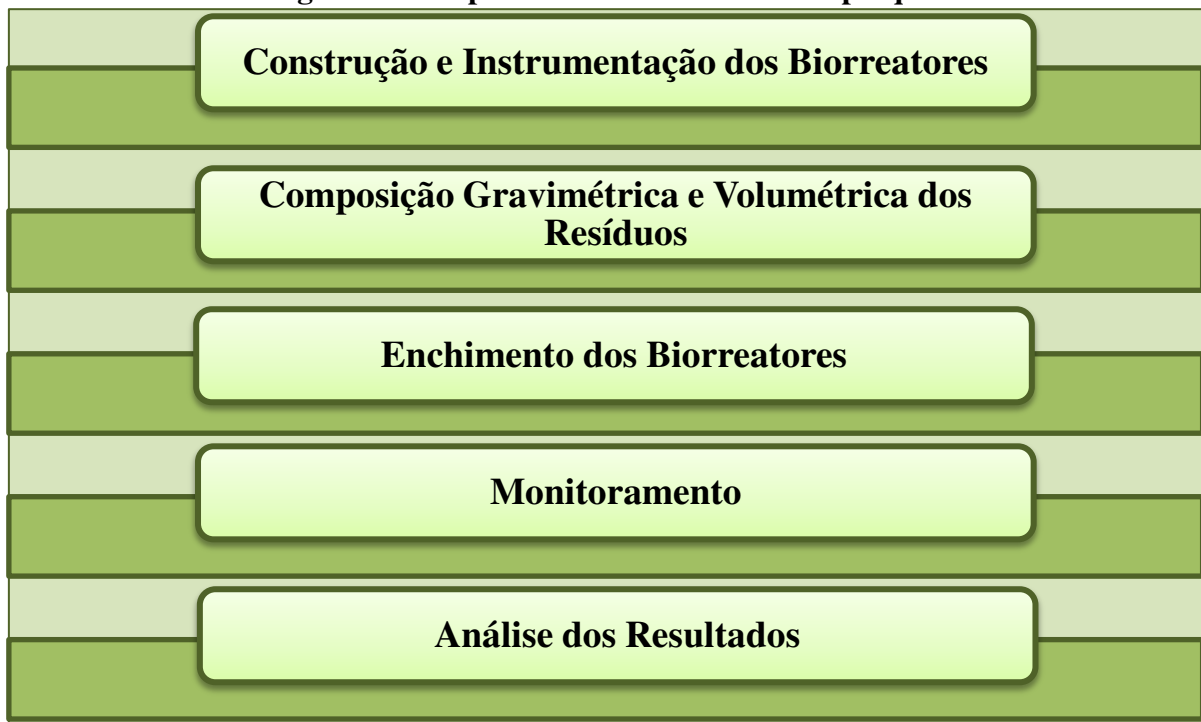 Construção e Instrumentação dos Biorreatores
Composição Gravimétrica e Volumétrica dos
Resíduos
Enchimento dos Biorreatores
Monitoramento
Análise dos Resultados